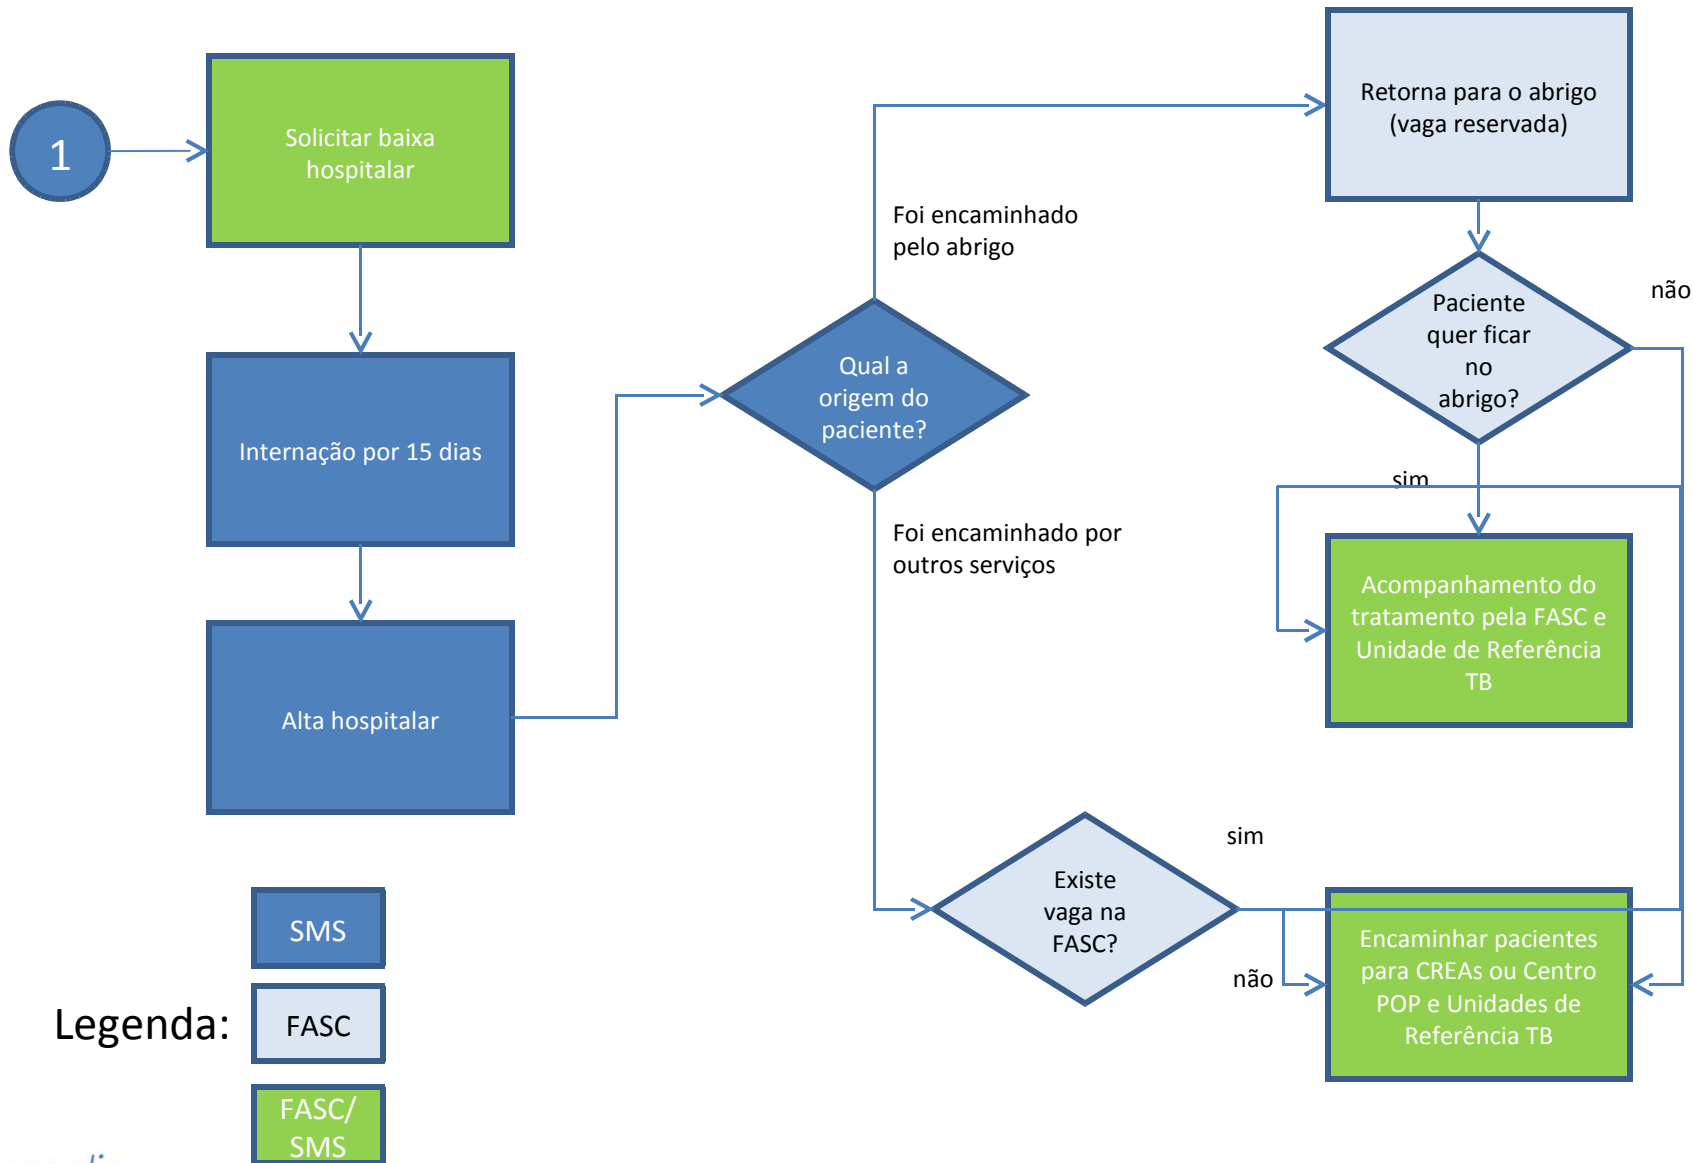 1
Solicitar baixa
hospitalar
Internação por 15 dias
Alta hospitalar
Qual a
origem do
paciente?
Foi encaminhado
pelo abrigo
Foi encaminhado por
outros serviços
Retorna para o abrigo
(vaga reservada)
Paciente
quer ficar
no
abrigo?
não
sim
Acompanhamento do
tratamento pela FASC e
Unidade de Referência
TB
Existe
vaga na
FASC?
sim
não
Encaminhar pacientes
para CREAs ou Centro
POP e Unidades de
Referência TB
Legenda:
SMS
FASC
FASC/
SMS